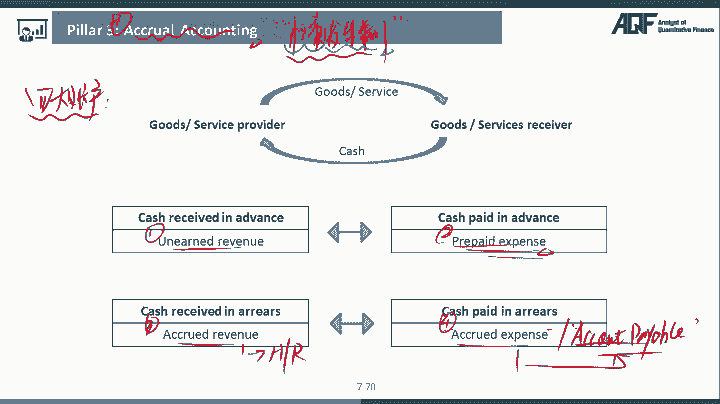 Pillar 3: Accrual Accounting
AQF Analyst of Quantitative Finance
Goods/ Service
Goods/ Service provider
Goods / Services receiver
Cash
Cash received in advance
Cash paid in advance
① Unearned revenue
② Prepaid expense
Cash received in arrears
Cash paid in arrears
Accrued revenue
④ Accrued expense
Account Payable
A/R
7-70